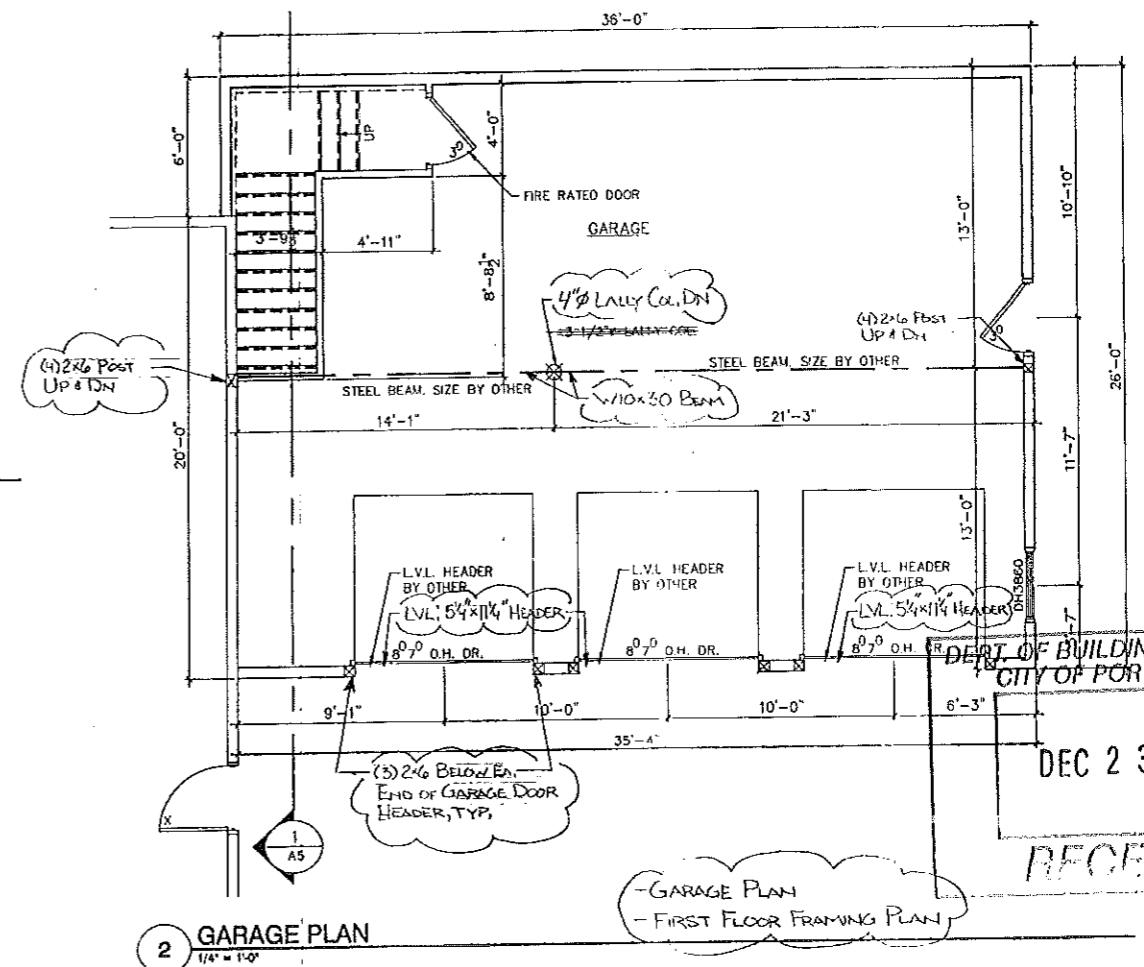 36'-0"
6'-0"
UP
3⁰
4'-0"
FIRE RATED DOOR
GARAGE
13'-0"
10'-10"
3'-9"
4'-11"
8'-8½"
4"Ø LALLY COL, DN
3-1/2"Ø LALLY COL
(4) 2x6 POST
UP & DN
3⁰
(4) 2x6 POST
UP & DN
STEEL BEAM, SIZE BY OTHER
STEEL BEAM, SIZE BY OTHER
W10x30 BEAM
26'-0"
14'-1"
21'-3"
20'-0"
11'-7"
13'-0"
L.V.L. HEADER
BY OTHER
L.V.L. HEADER
BY OTHER
L.V.L. HEADER
BY OTHER
DH3860
LVL: 5¼"x11¼" HEADER
LVL: 5¼"x11¼" HEADER
8⁰7⁰ O.H. DR.
8⁰7⁰ O.H. DR.
8⁰7⁰ O.H. DR.
DEPT. OF BUILDIN
CITY OF POR
9'-1"
10'-0"
10'-0"
6'-3"
35'-4"
(3) 2x6 BELOW EA.
END OF GARAGE DOOR
HEADER, TYP.
DEC 2 3
X
1
A5
RECE
-GARAGE PLAN
-FIRST FLOOR FRAMING PLAN
2 GARAGE PLAN
1/4" = 1'-0"